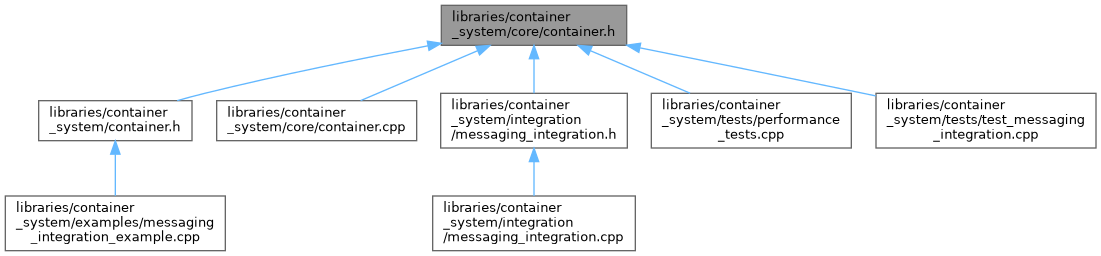 libraries/container
_system/core/container.h
libraries/container
_system/container.h
libraries/container
_system/core/container.cpp
libraries/container
_system/integration
/messaging_integration.h
libraries/container
_system/tests/performance
_tests.cpp
libraries/container
_system/tests/test_messaging
_integration.cpp
libraries/container
_system/examples/messaging
_integration_example.cpp
libraries/container
_system/integration
/messaging_integration.cpp